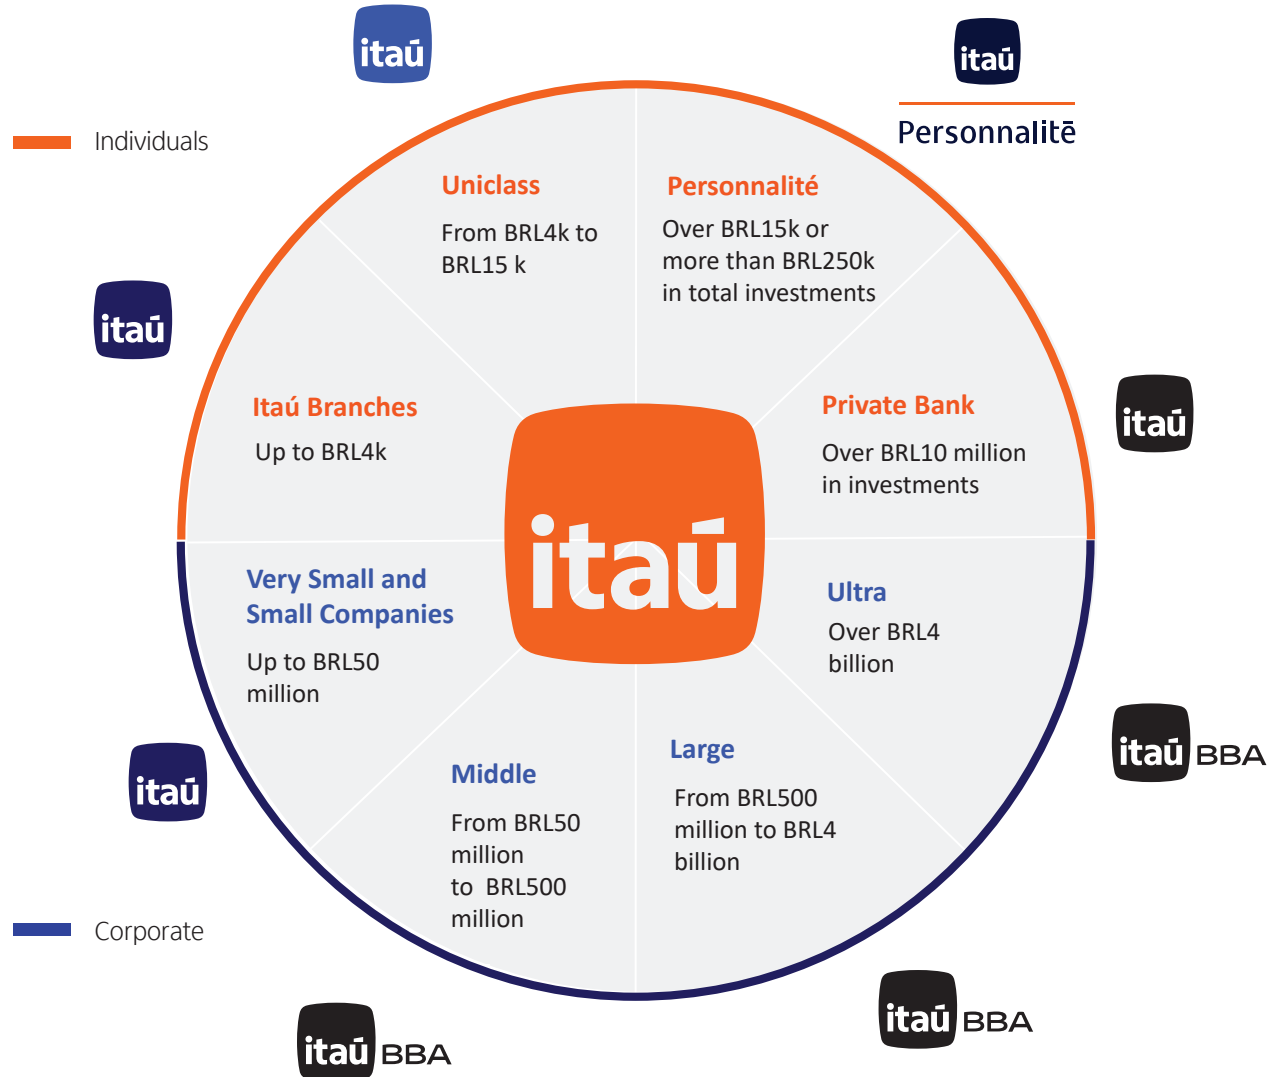 itaú
itaú
Personnalitē
Individuals
Uniclass
From BRL4k to
BRL15 k
Personnalité
Over BRL15k or
more than BRL250k
in total investments
itaú
itaú
Itaú Branches
Up to BRL4k
Private Bank
Over BRL10 million
in investments
itaú
Very Small and
Small Companies
Up to BRL50
million
Ultra
Over BRL4
billion
itaú
itaú BBA
Middle
From BRL50
million
to BRL500
million
Large
From BRL500
million to BRL4
billion
Corporate
itaú BBA
itaú BBA